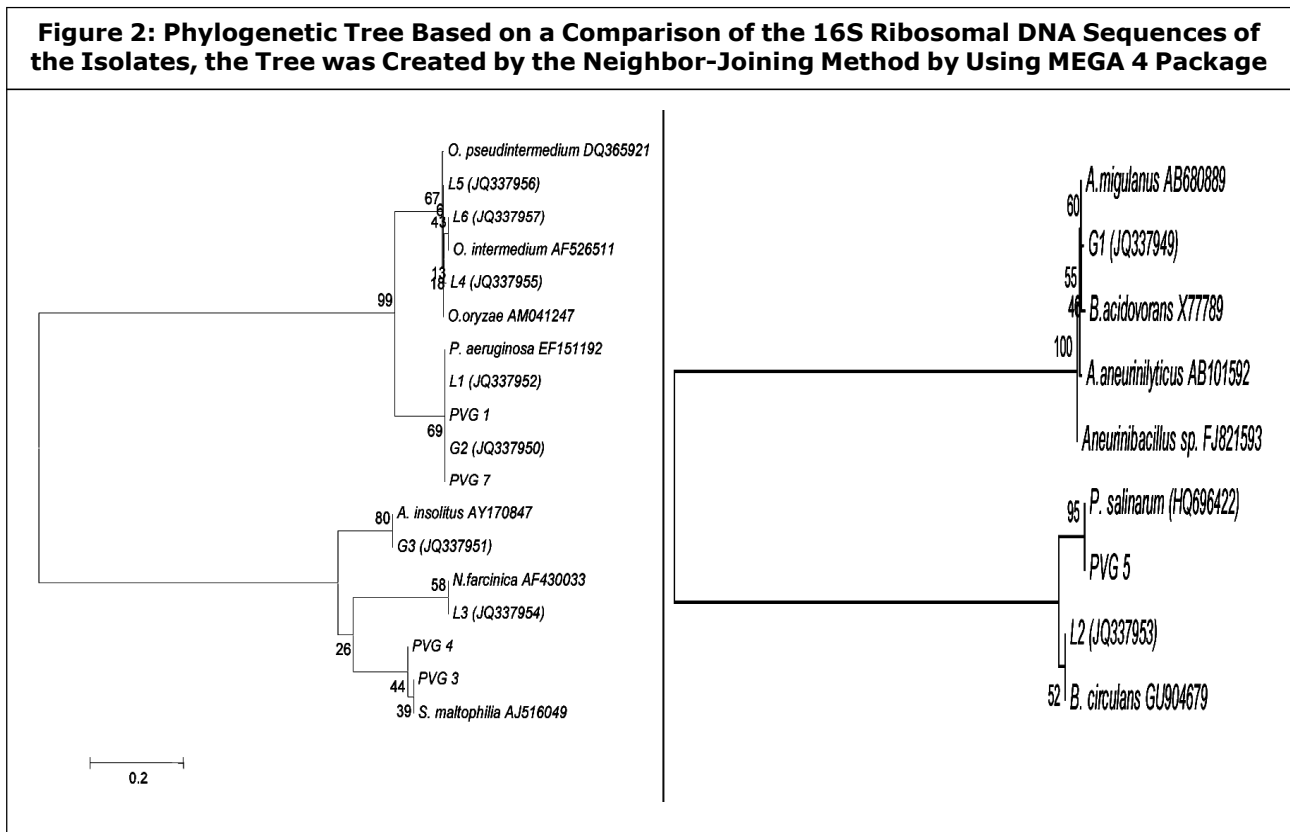 Figure 2: Phylogenetic Tree Based on a Comparison of the 16S Ribosomal DNA Sequences of
the Isolates, the Tree was Created by the Neighbor-Joining Method by Using MEGA 4 Package
O. pseudintermedium DQ365921
L5 (JQ337956)
67
6
L6 (JQ337957)
43
O. intermedium AF526511
13
L4 (JQ337955)
18
99
O.oryzae AM041247
P. aeruginosa EF151192
L1 (JQ337952)
PVG 1
69
G2 (JQ337950)
PVG 7
A. insolitus AY170847
80
G3 (JQ337951)
N.farcinica AF430033
58
L3 (JQ337954)
PVG 4
26
PVG 3
44
39
S. maltophilia AJ516049
0.2
A.migulanus AB680889
60
G1 (JQ337949)
55
B.acidovorans X77789
46
100
A.aneurinilyticus AB101592
Aneurinibacillus sp. FJ821593
P. salinarum (HQ696422)
95
PVG 5
L2 (JQ337953)
52
B. circulans GU904679